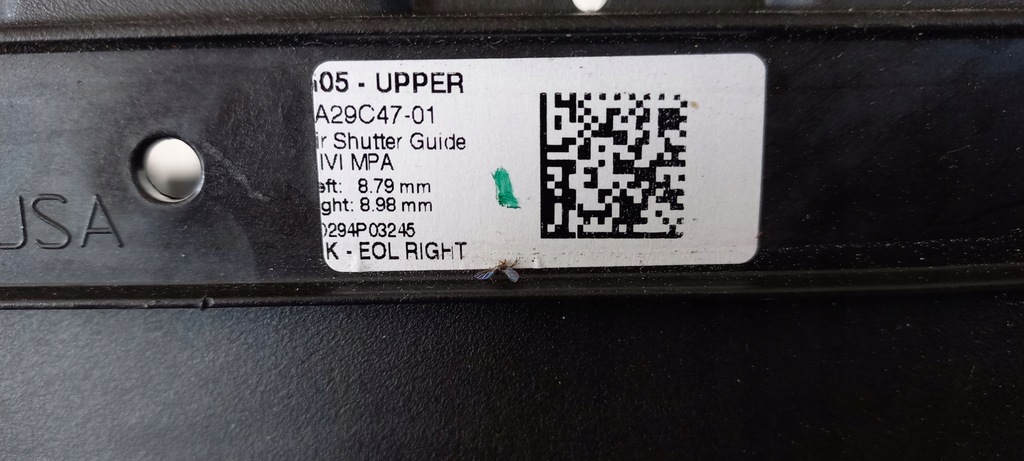 05 - UPPER
A29C47-01
ir Shutter Guide
IVI MPA
eft: 8.79 mm
ght: 8.98 mm
0294P03245
K - EOL RIGHT
USA